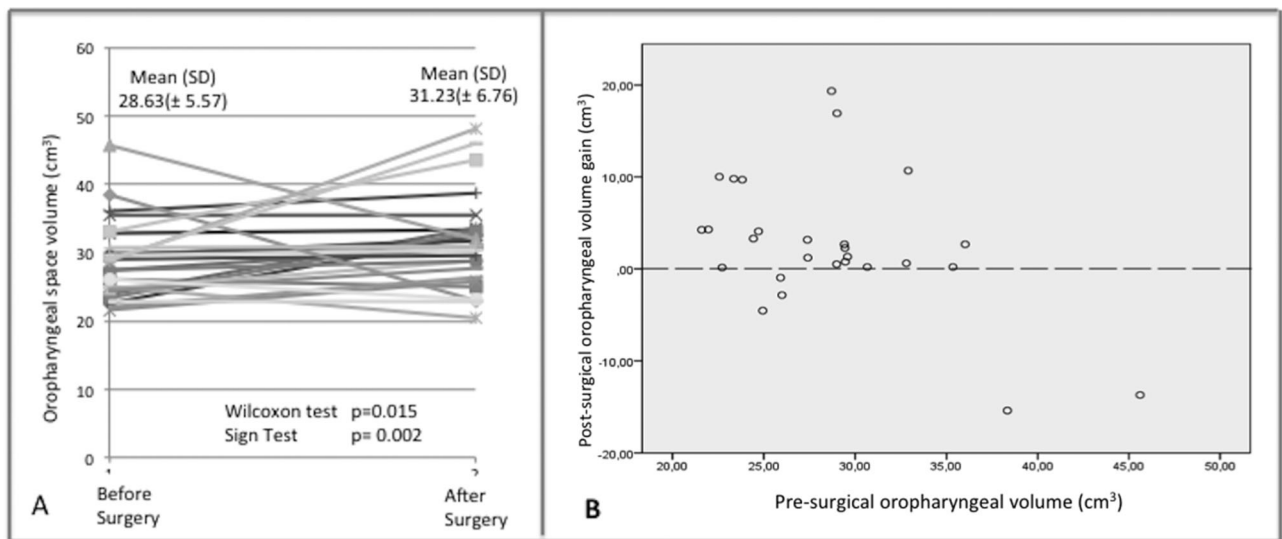 60
50
40
30
20
10
0
Oropharyngeal space volume (cm³)
Mean (SD)
28.63(± 5.57)
Mean (SD)
31.23(± 6.76)
Wilcoxon test p=0.015
Sign Test p= 0.002
Before
Surgery
After
Surgery
A
Post-surgical oropharyngeal volume gain (cm³)
20,00
10,00
,00
-10,00
-20,00
20,00 25,00 30,00 35,00 40,00 45,00 50,00
Pre-surgical oropharyngeal volume (cm³)
B